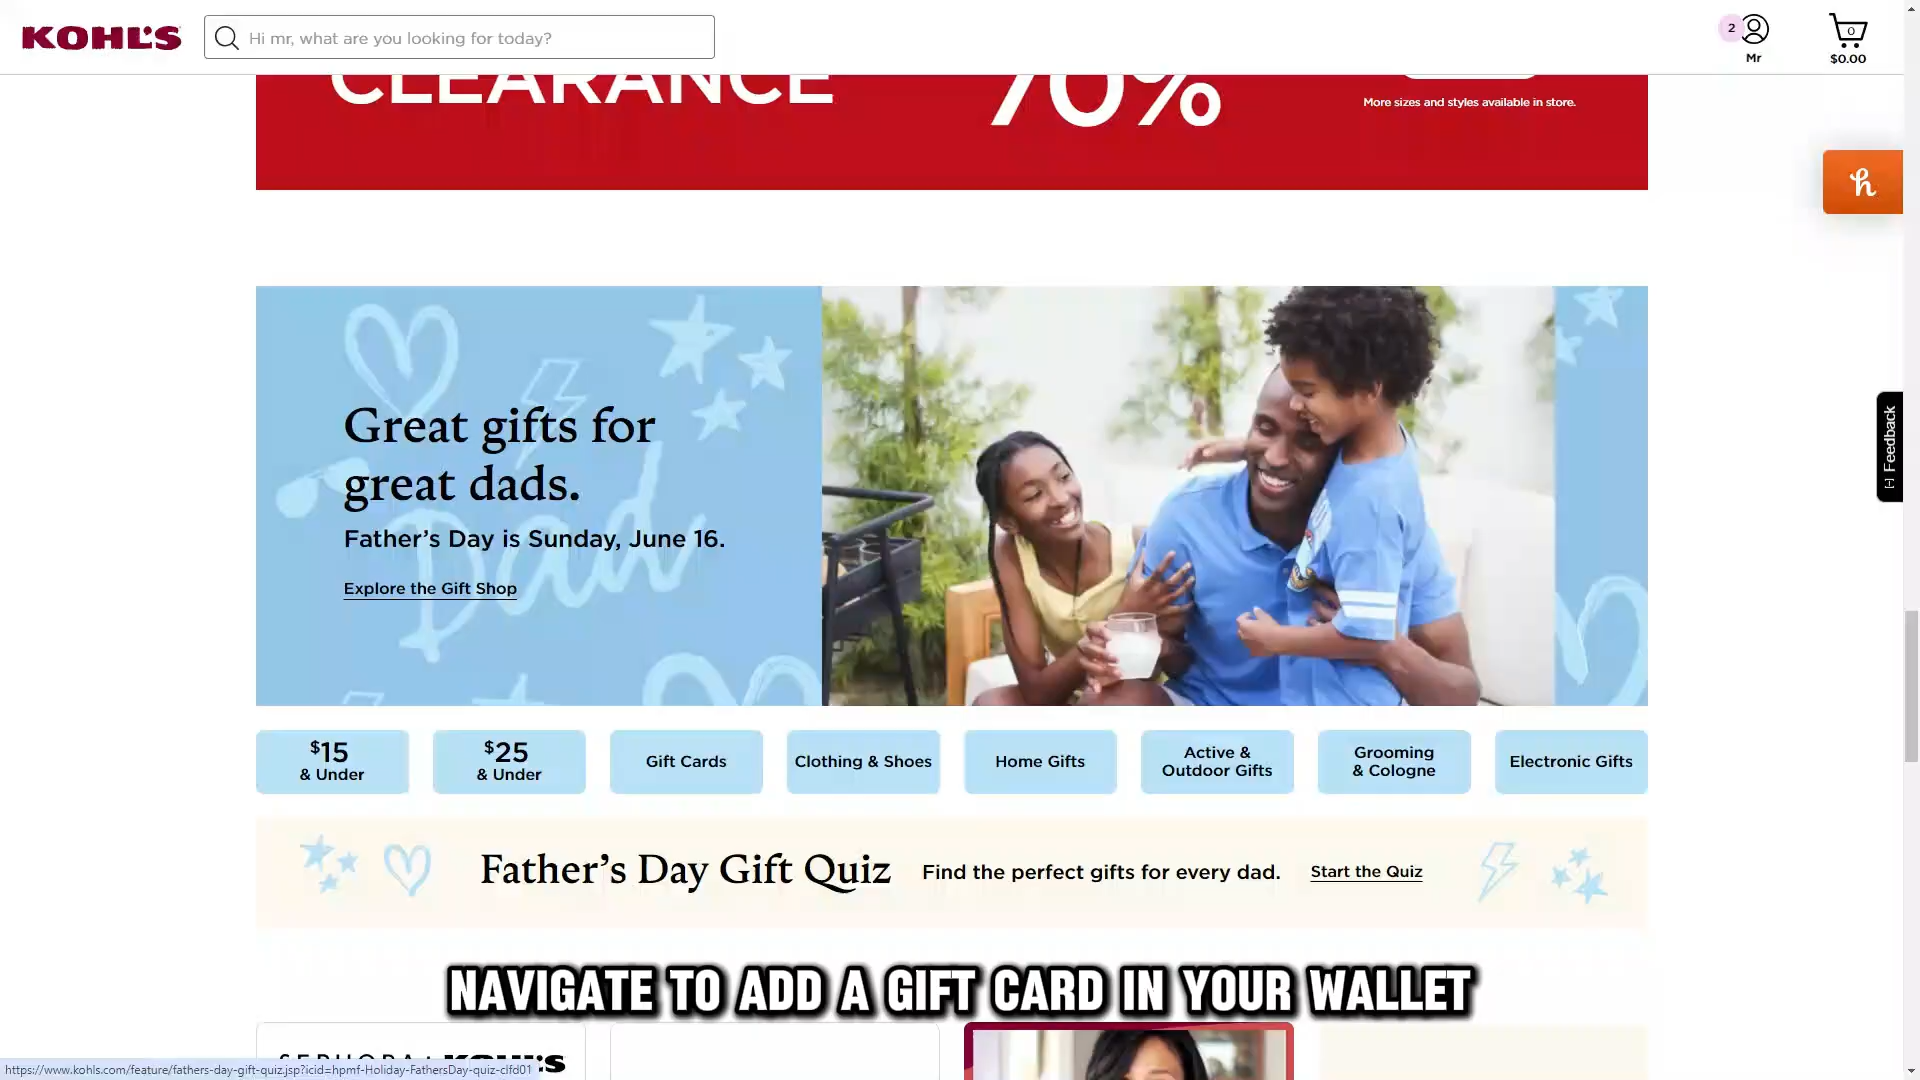 KOHL'S
Hi mr, what are you looking for today?
2
Mr
0
$0.00
CLEARANCE
70%
More sizes and styles available in store.
h
Dad
Great gifts for
great dads.
Father's Day is Sunday, June 16.
Explore the Gift Shop
[-] Feedback
$15
& Under
$25
& Under
Gift Cards
Clothing & Shoes
Home Gifts
Active &
Outdoor Gifts
Grooming
& Cologne
Electronic Gifts
Father's Day Gift Quiz
Find the perfect gifts for every dad.
Start the Quiz
NAVIGATE TO ADD A GIFT CARD IN YOUR WALLET
SEPHORA + KOHL'S
https://www.kohls.com/feature/fathers-day-gift-quiz.jsp?icid=hpmf-Holiday-FathersDay-quiz-clfd01